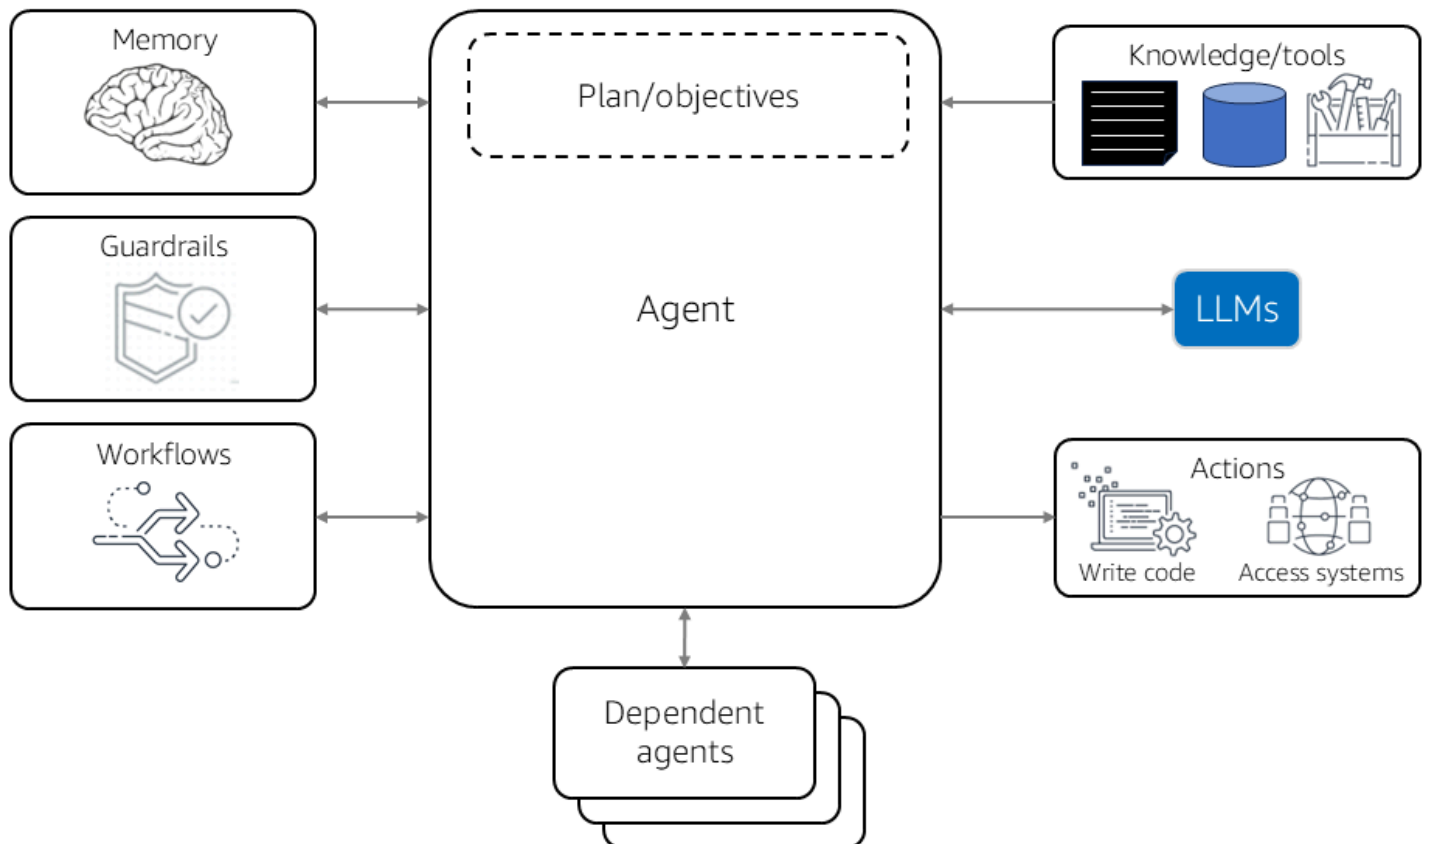 Memory
Plan/objectives
Knowledge/tools
Guardrails
Agent
LLMs
Workflows
Actions
Write code
Access systems
Dependent
agents